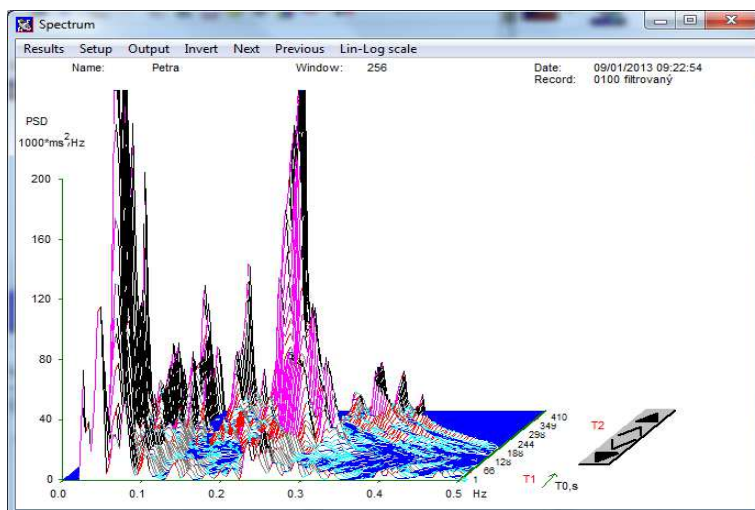 Spectrum
Results Setup Output Invert Next Previous Lin-Log scale
Name: Petra Window: 256 Date: 09/01/2013 09:22:54
Record: 0100 filtrovaný
PSD
1000*ms²/Hz
200
160
120
80
40
0
0.0 0.1 0.2 0.3 0.4 0.5 Hz
1
66
128
188
244
298
349
410
T1
T2
T0,s